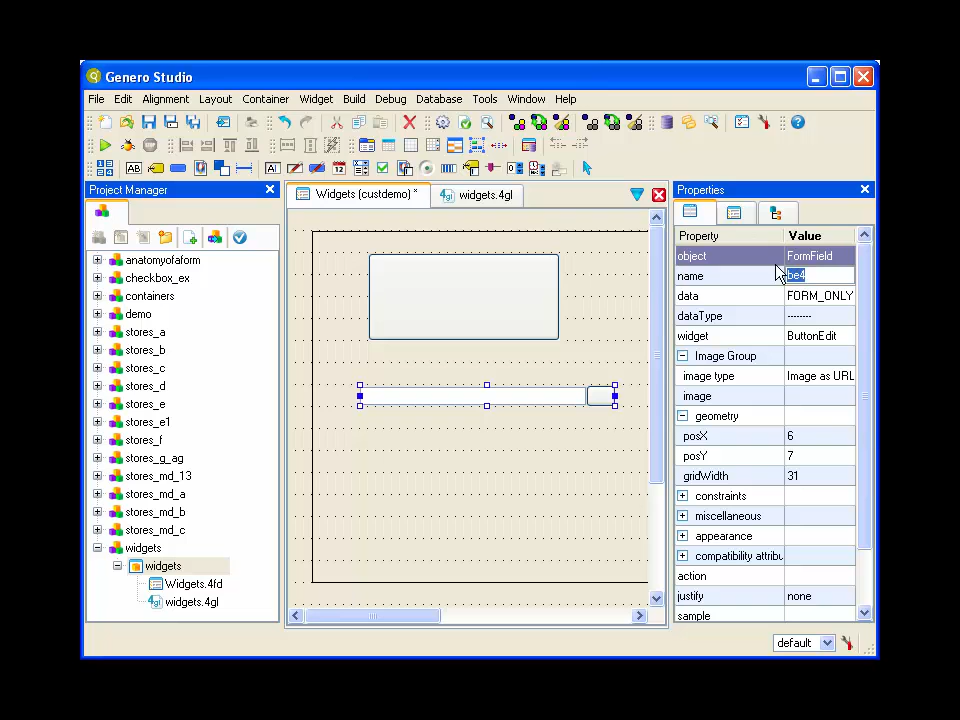 Genero Studio
File Edit Alignment Layout Container Widget Build Debug Database Tools Window Help
Project Manager
Widgets (custdemo) *
widgets.4gl
Properties
Property Value
anatomyofaform
checkbox_ex
containers
demo
stores_a
stores_b
stores_c
stores_d
stores_e
stores_e1
stores_f
stores_g_ag
stores_md_13
stores_md_a
stores_md_b
stores_md_c
widgets
widgets
Widgets.4fd
widgets.4gl
object FormField
name be4
data FORM_ONLY
dataType --------
widget ButtonEdit
Image Group
image type Image as URL
image
geometry
posX 6
posY 7
gridWidth 31
constraints
miscellaneous
appearance
compatibility attribu
action
justify none
sample
default